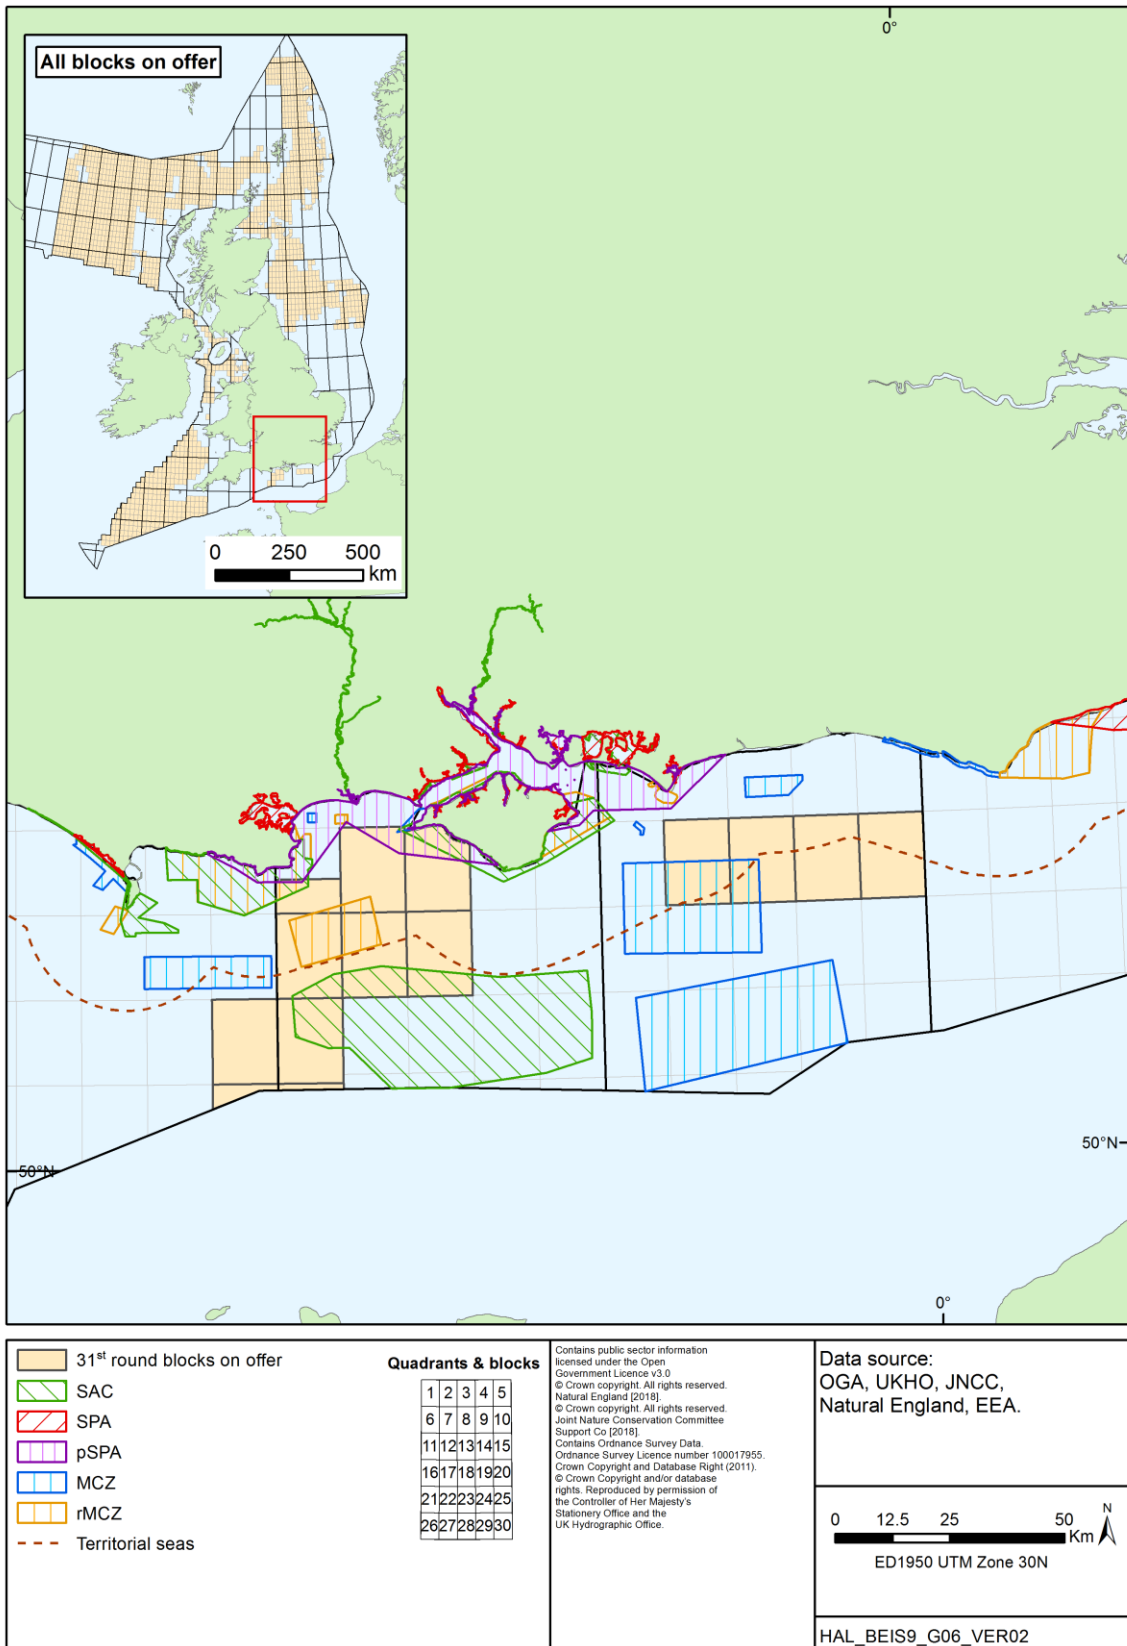 0°
All blocks on offer
0 250 500
km
50°N
50°N
0°
31st round blocks on offer
SAC
SPA
pSPA
MCZ
rMCZ
Territorial seas
Quadrants & blocks
1 2 3 4 5
6 7 8 9 10
11 12 13 14 15
16 17 18 19 20
21 22 23 24 25
26 27 28 29 30
Contains public sector information
licensed under the Open
Government Licence v3.0
© Crown copyright. All rights reserved.
Natural England [2018].
© Crown copyright. All rights reserved.
Joint Nature Conservation Committee
Support Co [2018].
Contains Ordnance Survey Data.
Ordnance Survey Licence number 100017955.
Crown Copyright and Database Right (2011).
© Crown Copyright and/or database
rights. Reproduced by permission of
the Controller of Her Majesty's
Stationery Office and the
UK Hydrographic Office.
Data source:
OGA, UKHO, JNCC,
Natural England, EEA.
0 12.5 25 50
Km
N
ED1950 UTM Zone 30N
HAL_BEIS9_G06_VER02